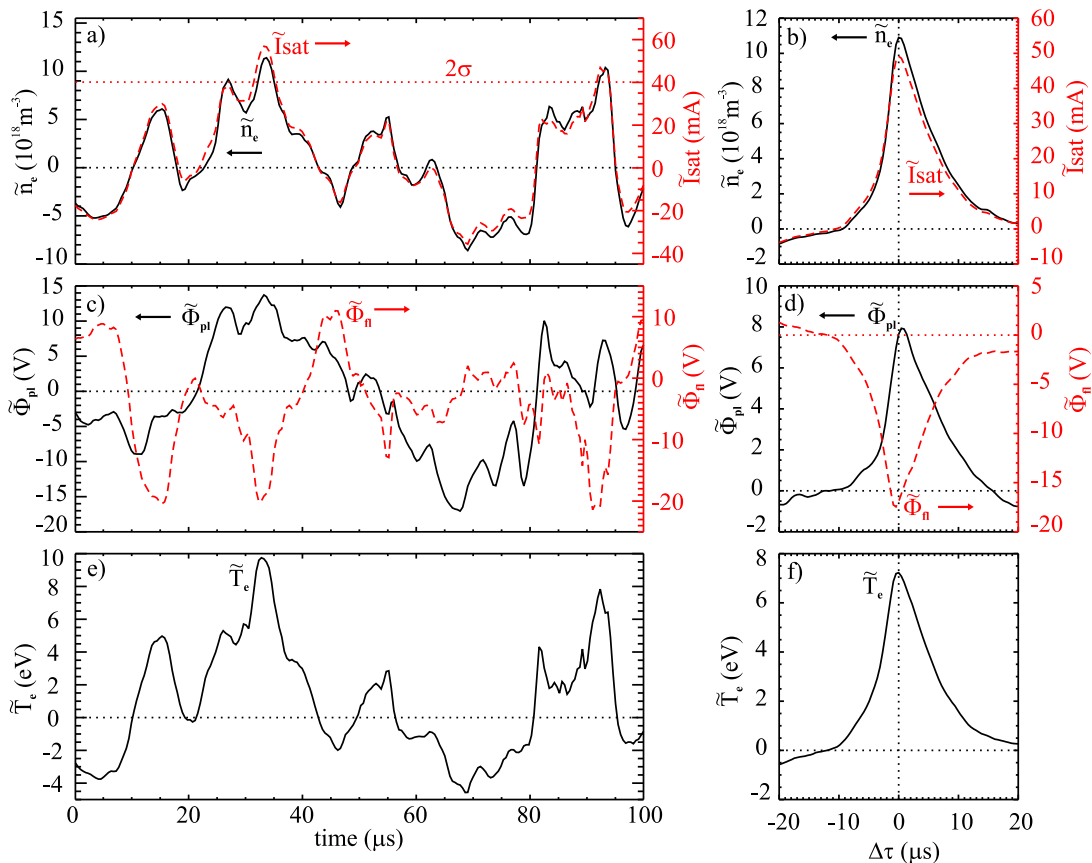 a)
Ĩsat
2σ
ñe
15
10
5
0
-5
-10
60
40
20
0
-20
-40
ñe (10^18 m^-3)
Ĩsat (mA)
b)
ñe
Ĩsat
12
10
8
6
4
2
0
-2
60
50
40
30
20
10
0
-10
ñe (10^18 m^-3)
Ĩsat (mA)
c)
Φ̃pl
Φ̃fl
15
10
5
0
-5
-10
-15
-20
10
0
-10
-20
Φ̃pl (V)
Φ̃fl (V)
d)
Φ̃pl
Φ̃fl
10
8
6
4
2
0
-2
5
0
-5
-10
-15
-20
Φ̃pl (V)
Φ̃fl (V)
e)
T̃e
10
8
6
4
2
0
-2
-4
T̃e (eV)
0 20 40 60 80 100
time (μs)
f)
T̃e
8
6
4
2
0
-2
T̃e (eV)
-20 -10 0 10 20
Δτ (μs)